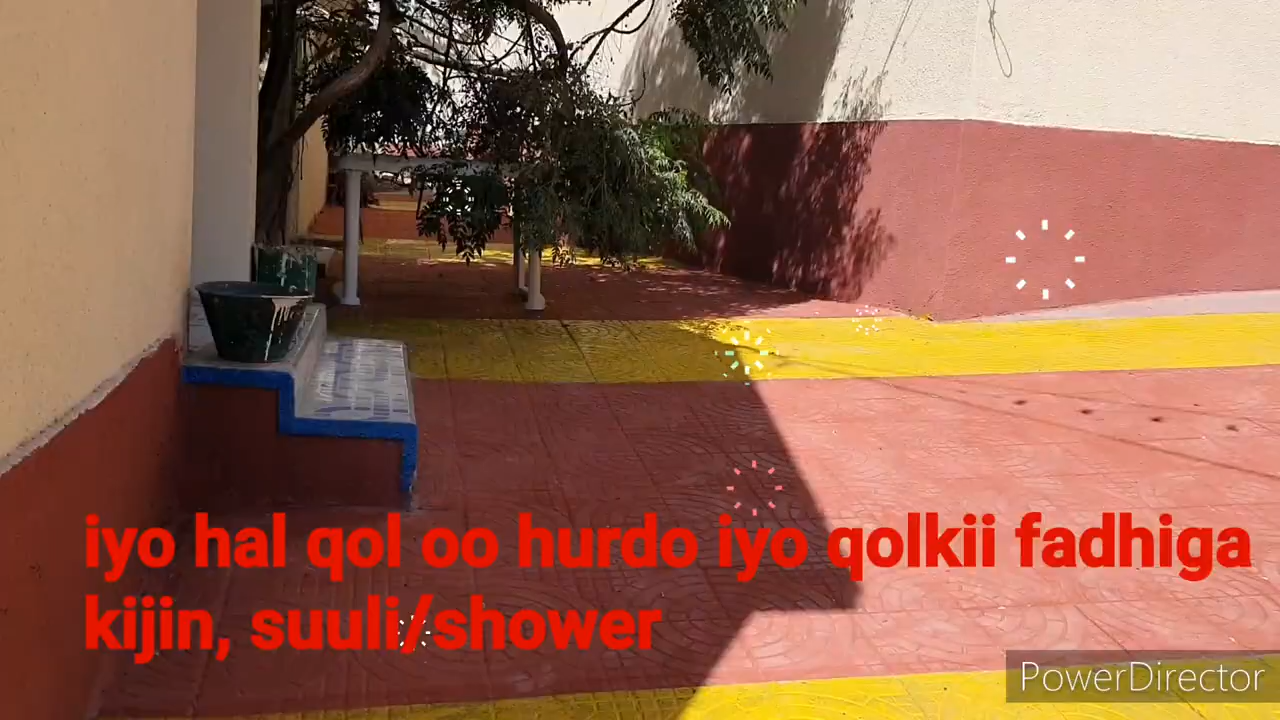 iyo hal qol oo hurdo iyo qolkii fadhiga
kijin, suuli/shower
PowerDirector